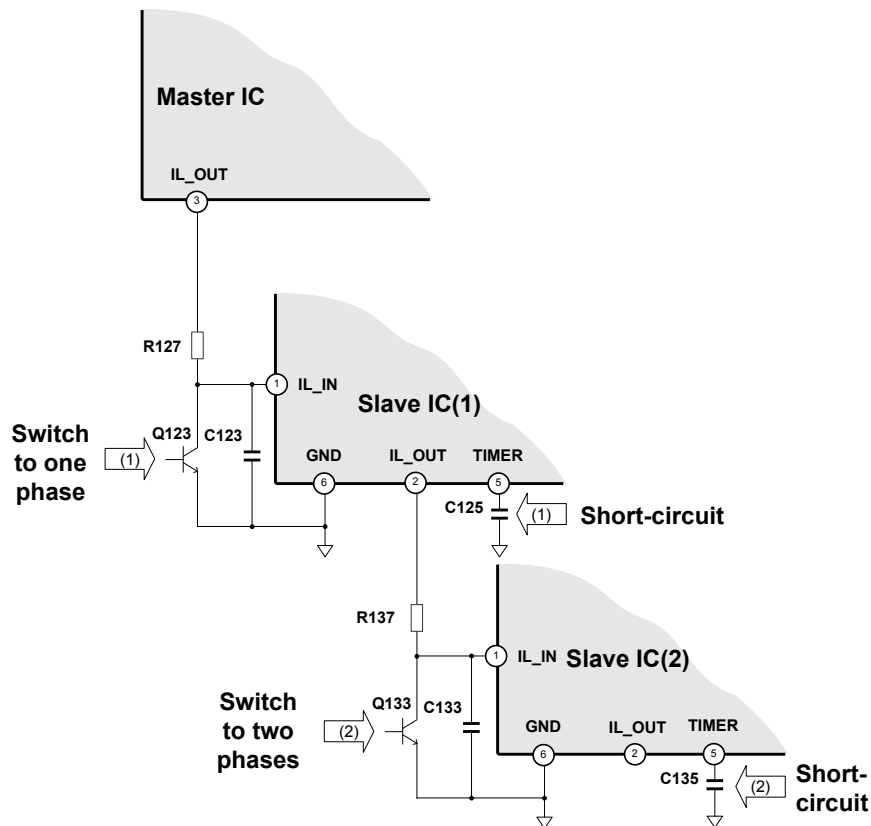 Master IC
IL_OUT
3
R127
1
IL_IN
Slave IC(1)
Switch
to one
phase
(1)
Q123
C123
GND
IL_OUT
TIMER
6
2
5
C125
(1)
Short-circuit
R137
1
IL_IN
Slave IC(2)
Switch
to two
phases
(2)
Q133
C133
GND
IL_OUT
TIMER
6
2
5
C135
(2)
Short-
circuit